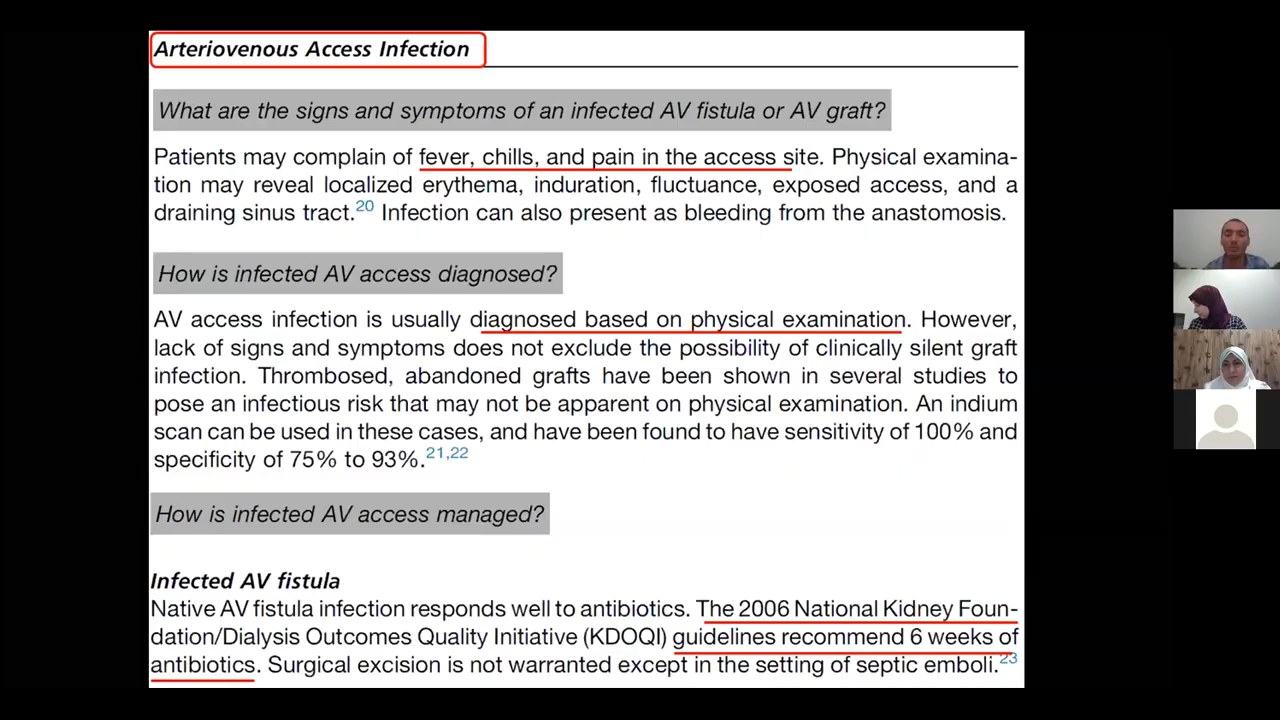 Arteriovenous Access Infection
What are the signs and symptoms of an infected AV fistula or AV graft?
Patients may complain of fever, chills, and pain in the access site. Physical examina-
tion may reveal localized erythema, induration, fluctuance, exposed access, and a
draining sinus tract.20 Infection can also present as bleeding from the anastomosis.
How is infected AV access diagnosed?
AV access infection is usually diagnosed based on physical examination. However,
lack of signs and symptoms does not exclude the possibility of clinically silent graft
infection. Thrombosed, abandoned grafts have been shown in several studies to
pose an infectious risk that may not be apparent on physical examination. An indium
scan can be used in these cases, and have been found to have sensitivity of 100% and
specificity of 75% to 93%.21,22
How is infected AV access managed?
Infected AV fistula
Native AV fistula infection responds well to antibiotics. The 2006 National Kidney Foun-
dation/Dialysis Outcomes Quality Initiative (KDOQI) guidelines recommend 6 weeks of
antibiotics. Surgical excision is not warranted except in the setting of septic emboli.23